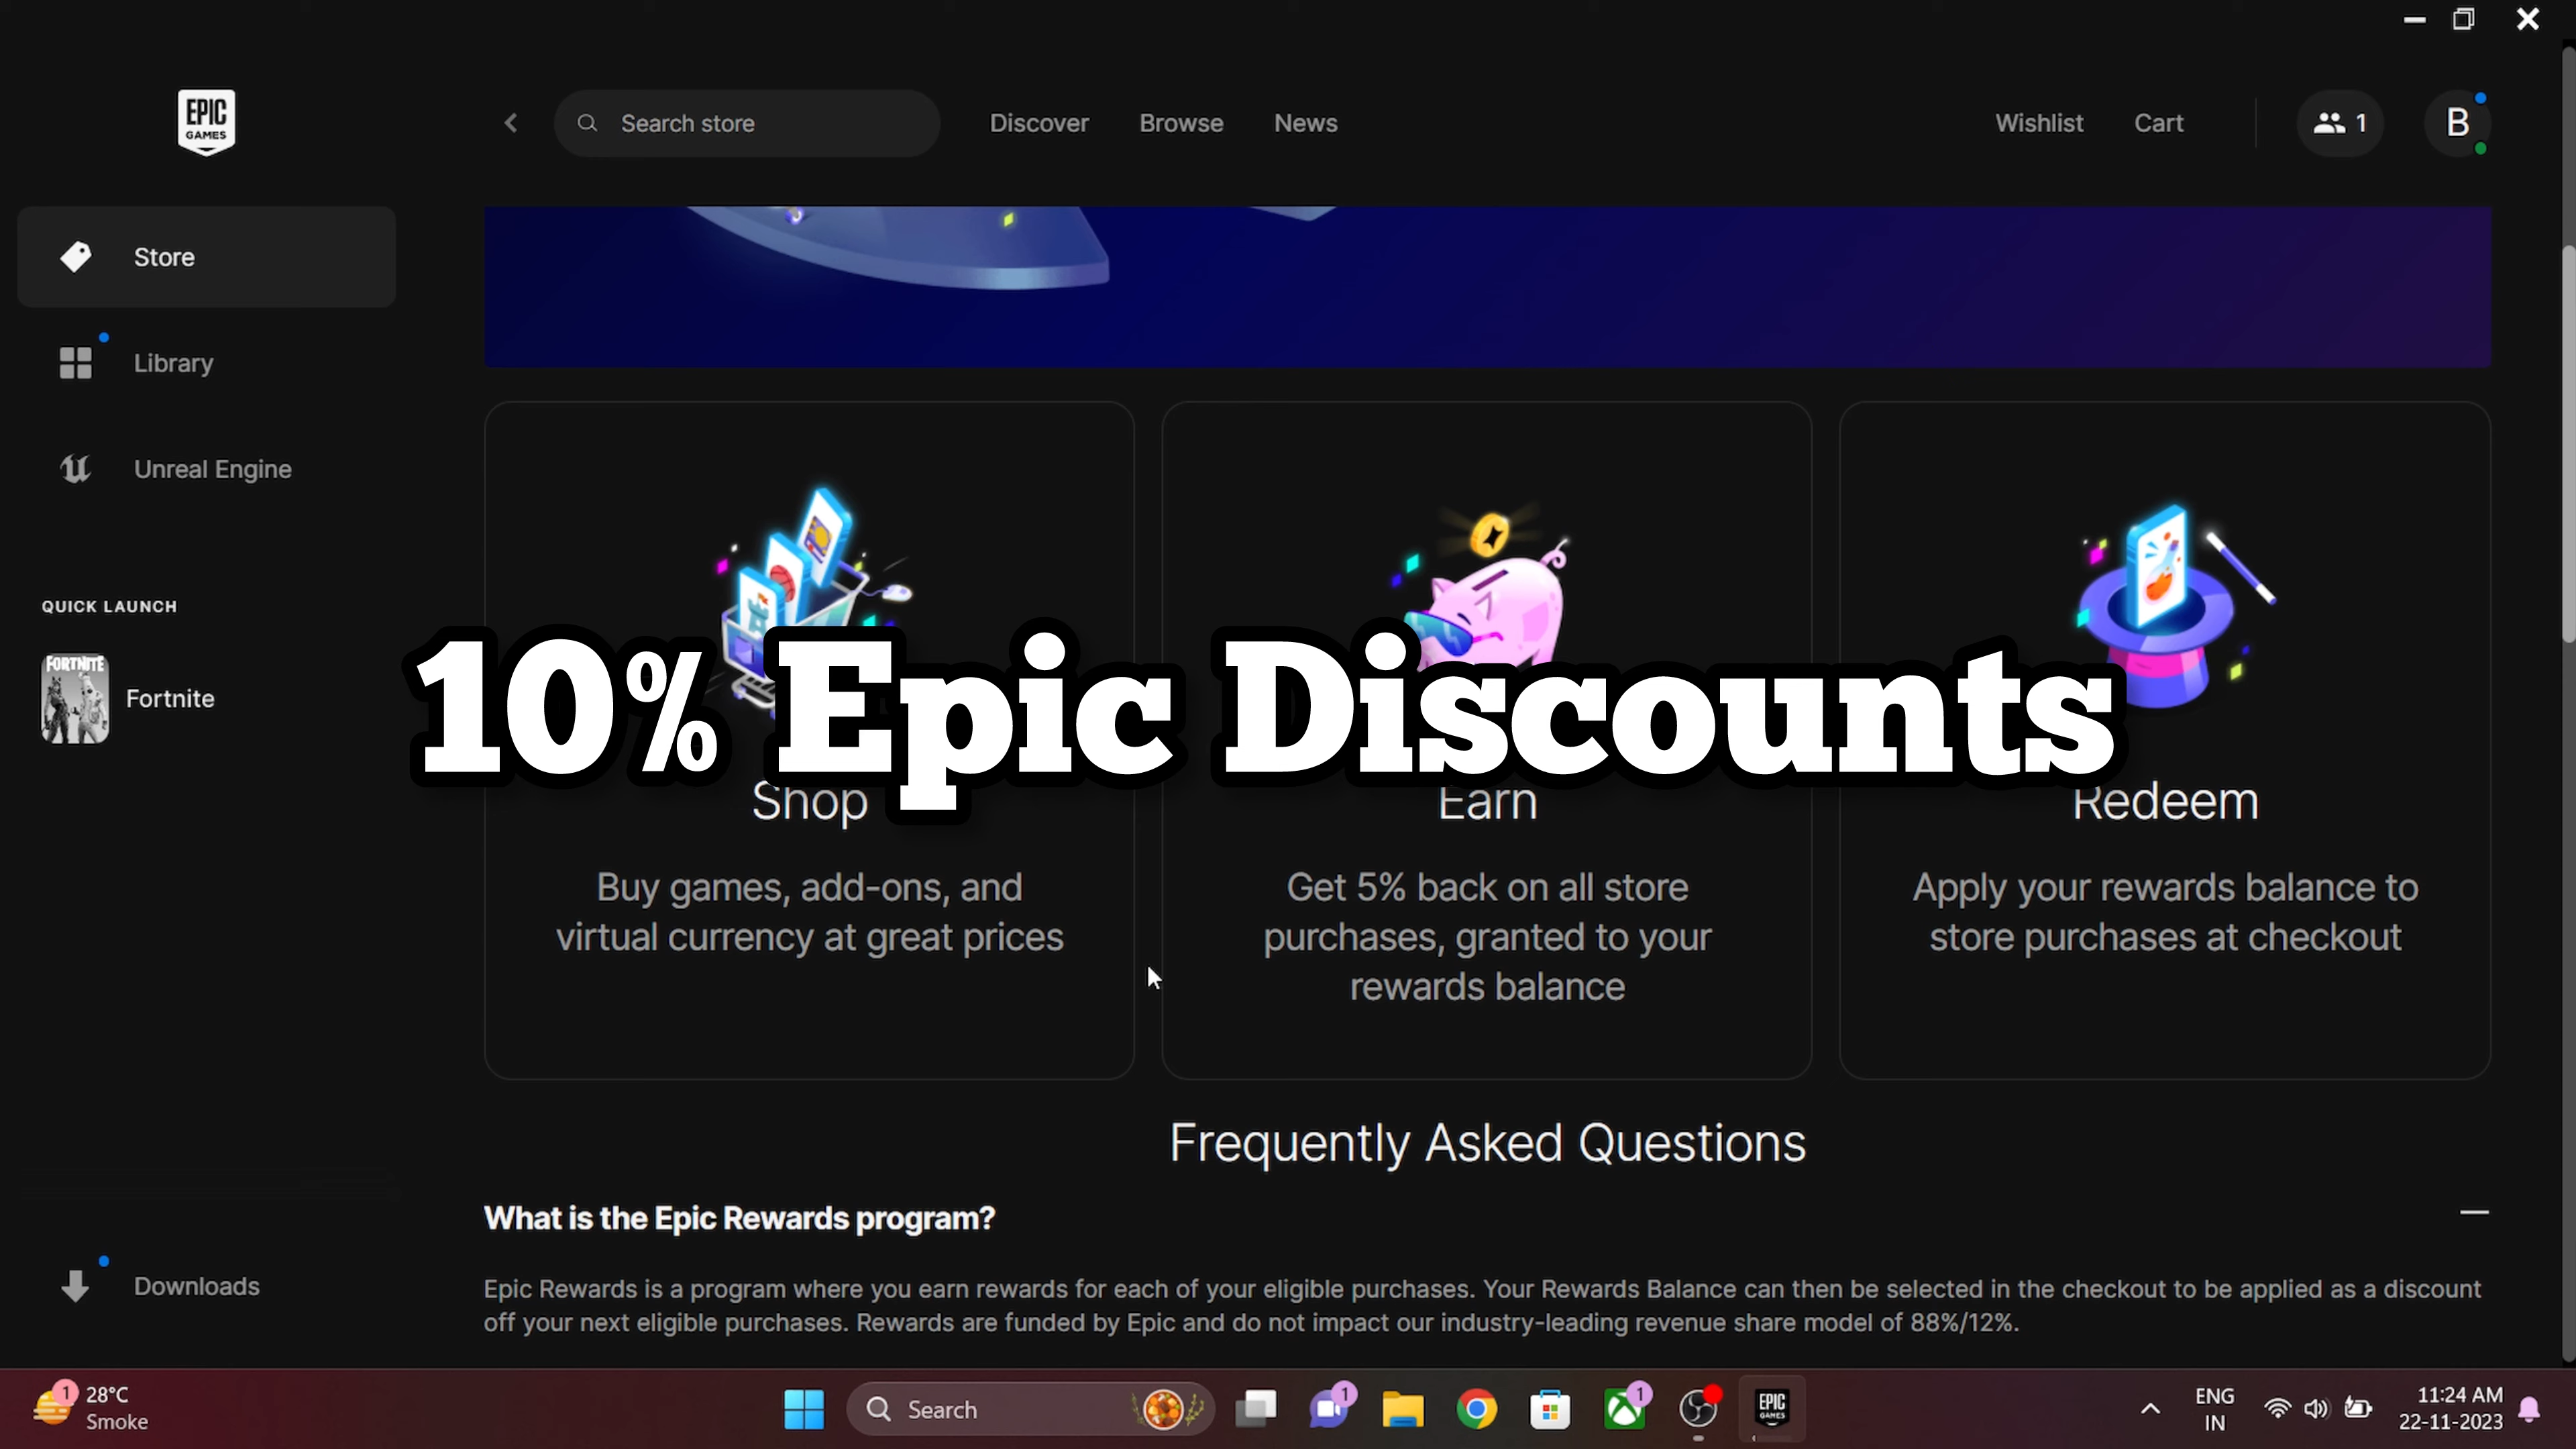 EPIC
GAMES
Search store
Discover
Browse
News
Wishlist
Cart
1
B
Store
Library
Unreal Engine
QUICK LAUNCH
FORTNITE
Fortnite
10% Epic Discounts
Shop
Buy games, add-ons, and
virtual currency at great prices
Earn
Get 5% back on all store
purchases, granted to your
rewards balance
Redeem
Apply your rewards balance to
store purchases at checkout
Frequently Asked Questions
What is the Epic Rewards program?
Epic Rewards is a program where you earn rewards for each of your eligible purchases. Your Rewards Balance can then be selected in the checkout to be applied as a discount
off your next eligible purchases. Rewards are funded by Epic and do not impact our industry-leading revenue share model of 88%/12%.
Downloads
1
28°C
Smoke
Search
1
1
EPIC
GAMES
ENG
IN
11:24 AM
22-11-2023